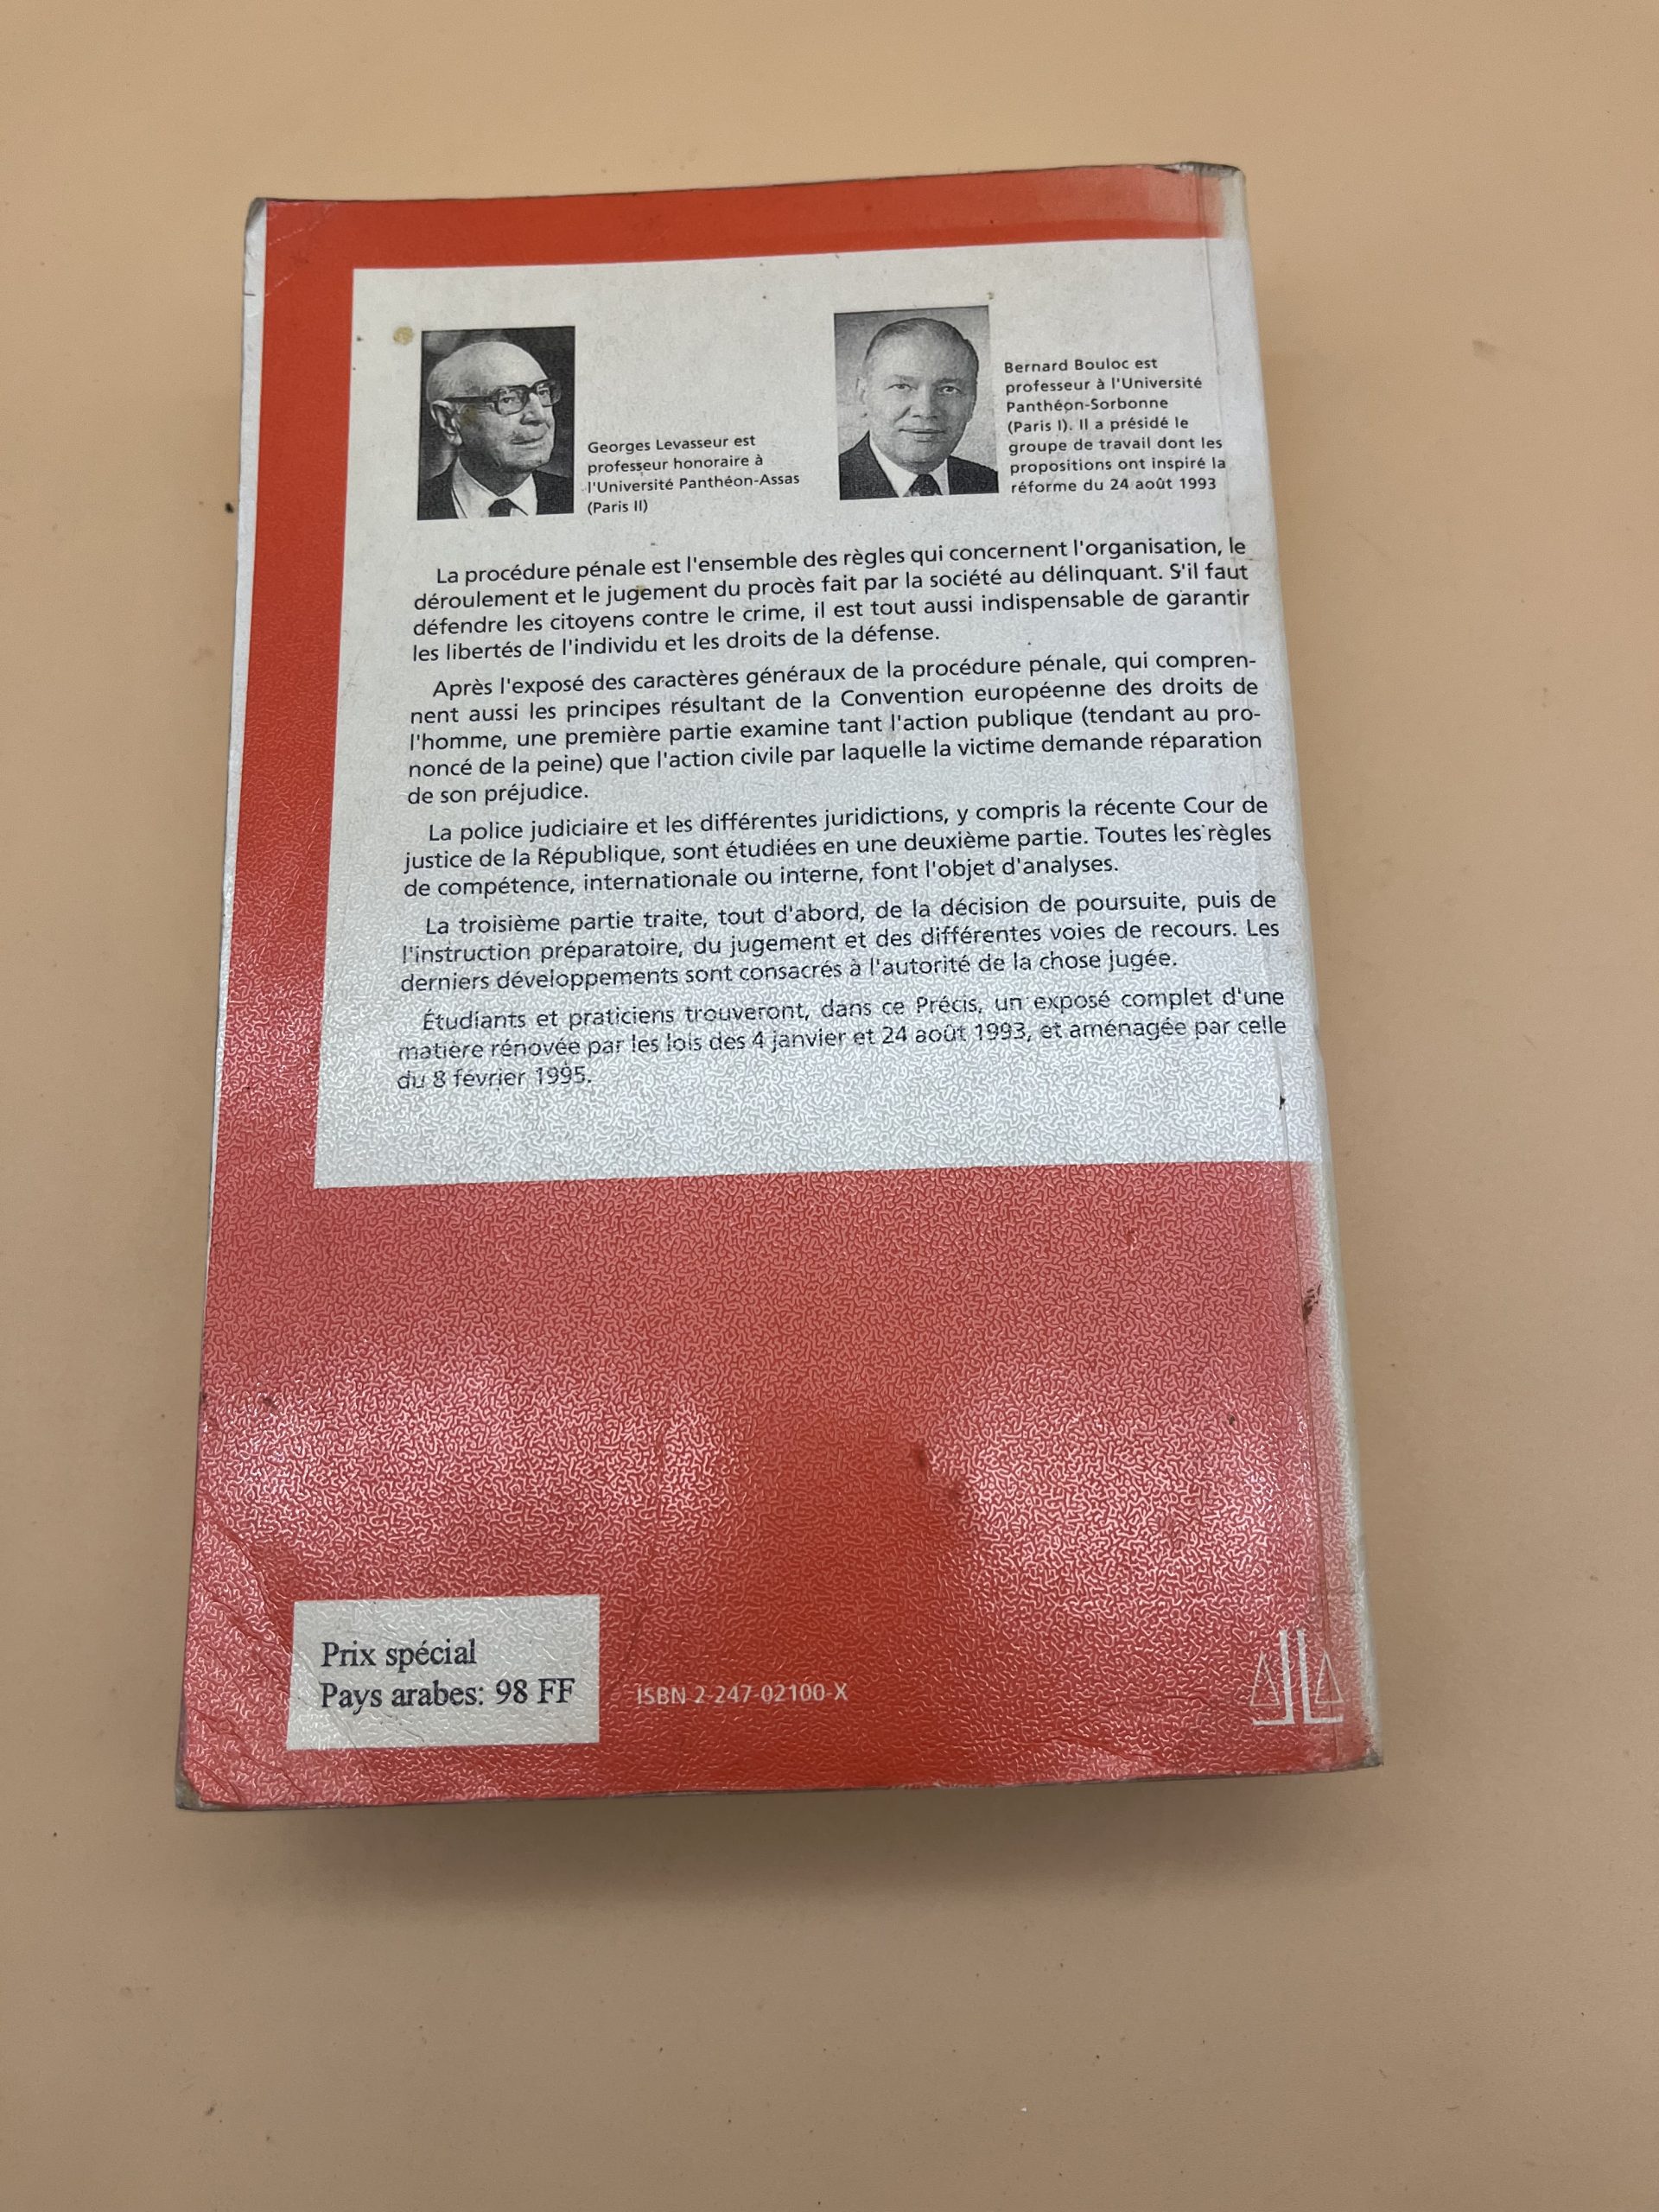 Georges Levasseur est
professeur honoraire à
l'Université Panthéon-Assas
(Paris II)
Bernard Bouloc est
professeur à l'Université
Panthéon-Sorbonne
(Paris I). Il a présidé le
groupe de travail dont les
propositions ont inspiré la
réforme du 24 août 1993
La procédure pénale est l'ensemble des règles qui concernent l'organisation, le
déroulement et le jugement du procès fait par la société au délinquant. S'il faut
défendre les citoyens contre le crime, il est tout aussi indispensable de garantir
les libertés de l'individu et les droits de la défense.
Après l'exposé des caractères généraux de la procédure pénale, qui compren-
nent aussi les principes résultant de la Convention européenne des droits de
l'homme, une première partie examine tant l'action publique (tendant au pro-
noncé de la peine) que l'action civile par laquelle la victime demande réparation
de son préjudice.
La police judiciaire et les différentes juridictions, y compris la récente Cour de
justice de la République, sont étudiées en une deuxième partie. Toutes les règles
de compétence, internationale ou interne, font l'objet d'analyses.
La troisième partie traite, tout d'abord, de la décision de poursuite, puis de
l'instruction préparatoire, du jugement et des différentes voies de recours. Les
derniers développements sont consacrés à l'autorité de la chose jugée.
Étudiants et praticiens trouveront, dans ce Précis, un exposé complet d'une
matière rénovée par les lois des 4 janvier et 24 août 1993, et aménagée par celle
du 8 février 1995.
Prix spécial
Pays arabes: 98 FF
ISBN 2-247-02100-X